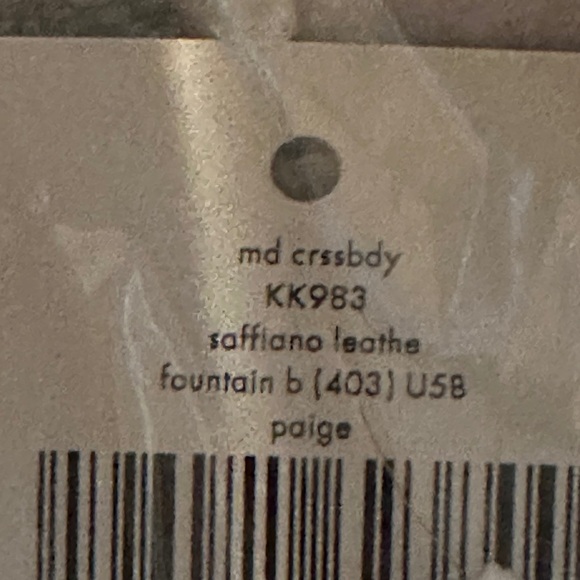 md crssbdy
KK983
saffiano leathe
fountain b (403) U58
paige